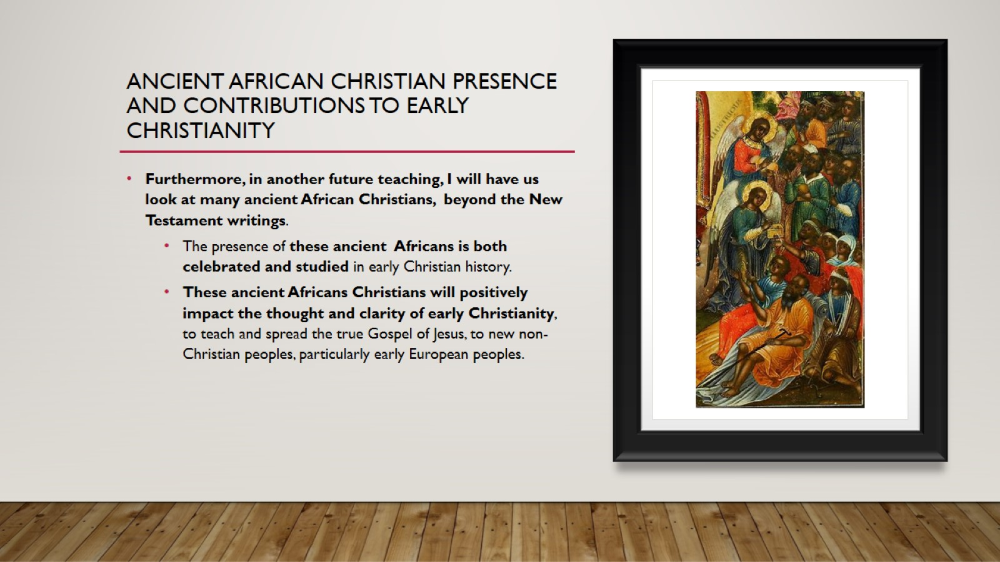 ANCIENT AFRICAN CHRISTIAN PRESENCE
AND CONTRIBUTIONS TO EARLY
CHRISTIANITY
• Furthermore, in another future teaching, I will have us
look at many ancient African Christians,  beyond the New
Testament writings.
• The presence of these ancient  Africans is both
celebrated and studied in early Christian history.
• These ancient Africans Christians will positively
impact the thought and clarity of early Christianity,
to teach and spread the true Gospel of Jesus, to new non-
Christian peoples, particularly early European peoples.